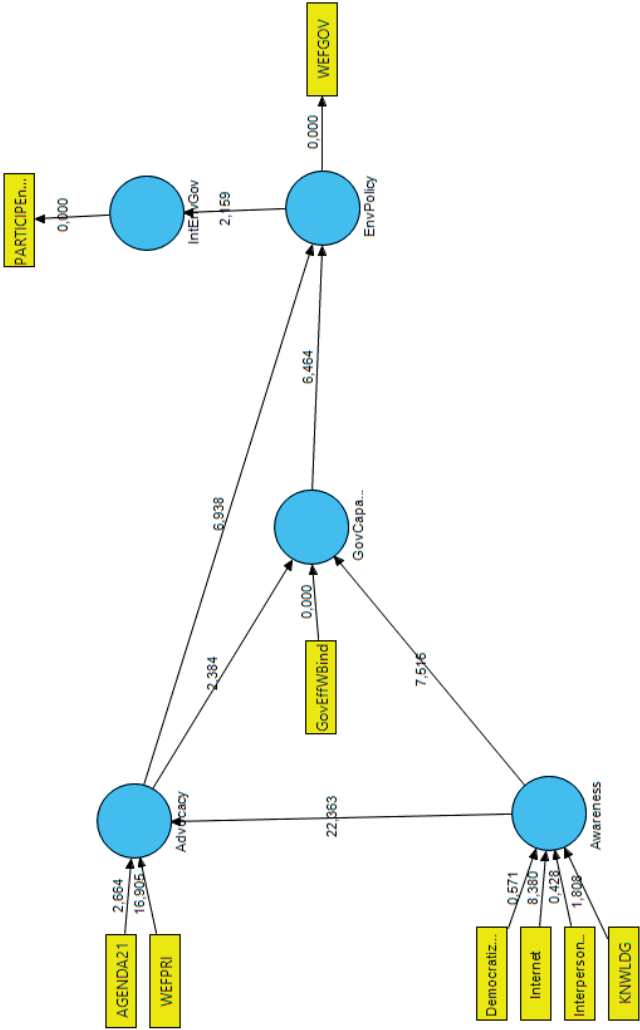 PARTICIPEn...
0,000
IntEnvGov
AGENDA21
2,664
WEFPRI
16,905
Advocacy
6,938
2,159
2,384
WEFGOV
0,000
EnvPolicy
6,464
GovCapa...
0,000
GovEffWBind
22,363
7,516
Democratiz...
0,571
Internet
8,380
Interperson...
0,428
KNWLDG
1,808
Awareness